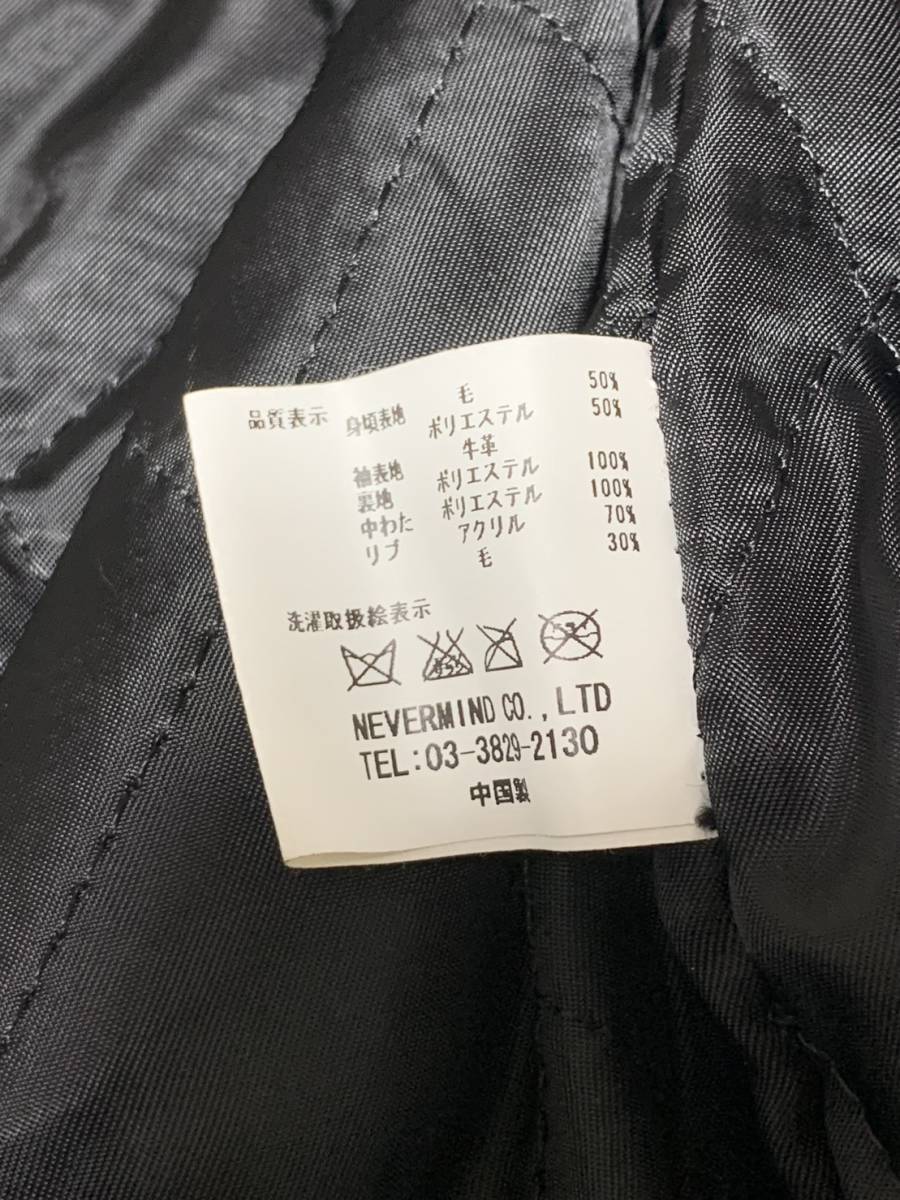 品質表示 身頃表地 毛 50%
ポリエステル 50%
袖表地 牛革
裏地 ポリエステル 100%
中わた ポリエステル 100%
リブ アクリル 70%
毛 30%
洗濯取扱絵表示
NEVERMIND CO.,LTD
TEL:03-3829-2130
中国製